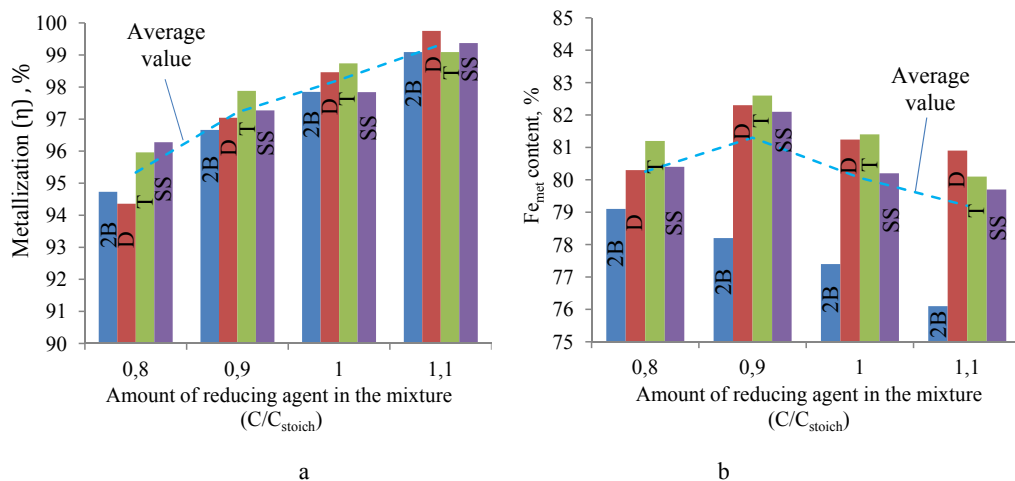 100
99
98
97
96
95
94
93
92
91
90
Metallization (η) , %
Average
value
2B
D
T
SS
2B
D
T
SS
2B
D
T
SS
2B
D
T
SS
0,8
0,9
1
1,1
Amount of reducing agent in the mixture
(C/Cstoich)
a
85
84
83
82
81
80
79
78
77
76
75
Femet content, %
Average
value
2B
D
T
SS
2B
D
T
SS
2B
D
T
SS
2B
D
T
SS
0,8
0,9
1
1,1
Amount of reducing agent in the mixture
(C/Cstoich)
b